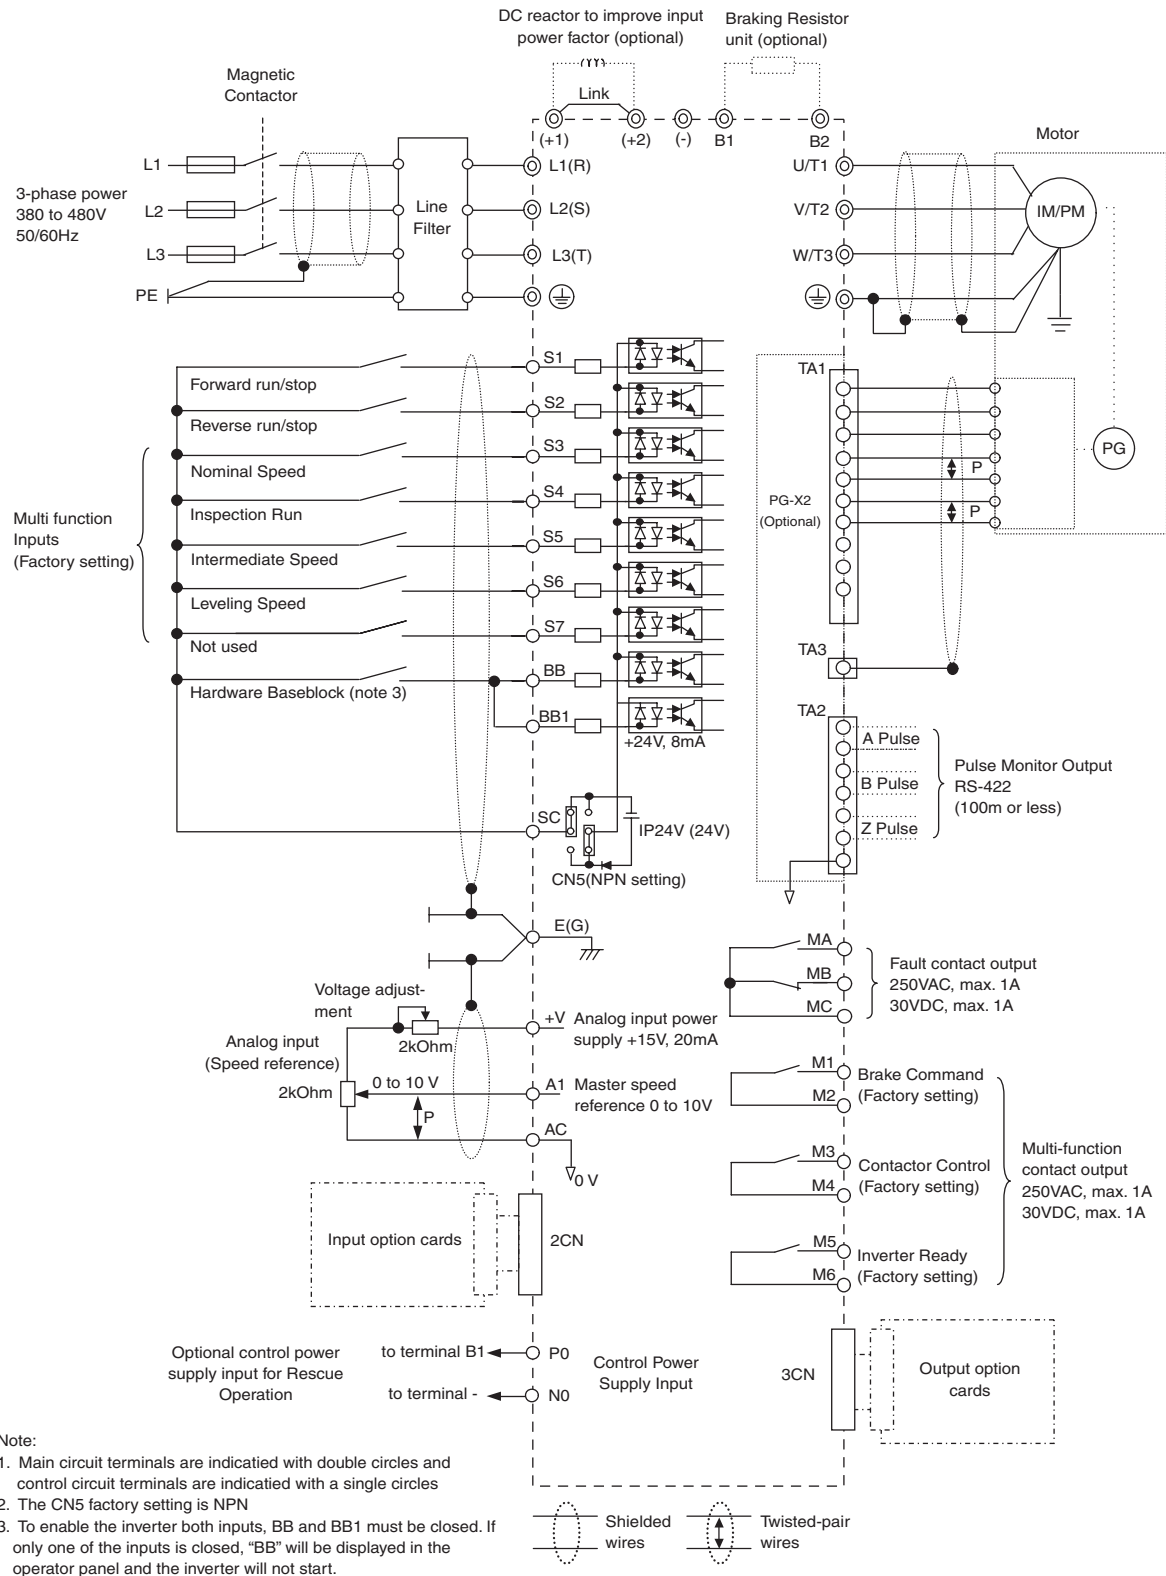 DC reactor to improve input
power factor (optional)
Braking Resistor
unit (optional)
Magnetic
Contactor
Link
(+1)
(+2)
(-)
B1
B2
Motor
L1
L2
L3
PE
3-phase power
380 to 480V
50/60Hz
Line
Filter
L1(R)
L2(S)
L3(T)
U/T1
V/T2
W/T3
IM/PM
Forward run/stop
Reverse run/stop
Nominal Speed
Inspection Run
Intermediate Speed
Leveling Speed
Not used
Hardware Baseblock (note 3)
Multi function
Inputs
(Factory setting)
S1
S2
S3
S4
S5
S6
S7
BB
BB1
+24V, 8mA
SC
IP24V (24V)
CN5(NPN setting)
E(G)
TA1
PG-X2
(Optional)
P
P
PG
TA3
TA2
A Pulse
B Pulse
Z Pulse
Pulse Monitor Output
RS-422
(100m or less)
Voltage adjust-
ment
2kOhm
Analog input
(Speed reference)
2kOhm
0 to 10 V
P
+V
Analog input power
supply +15V, 20mA
A1
Master speed
reference 0 to 10V
AC
0 V
MA
MB
MC
Fault contact output
250VAC, max. 1A
30VDC, max. 1A
M1
M2
Brake Command
(Factory setting)
M3
M4
Contactor Control
(Factory setting)
M5
M6
Inverter Ready
(Factory setting)
Multi-function
contact output
250VAC, max. 1A
30VDC, max. 1A
Input option cards
2CN
Optional control power
supply input for Rescue
Operation
to terminal B1
to terminal -
P0
N0
Control Power
Supply Input
3CN
Output option
cards
Note:
1. Main circuit terminals are indicatied with double circles and
control circuit terminals are indicatied with a single circles
2. The CN5 factory setting is NPN
3. To enable the inverter both inputs, BB and BB1 must be closed. If
only one of the inputs is closed, “BB” will be displayed in the
operator panel and the inverter will not start.
Shielded
wires
Twisted-pair
wires